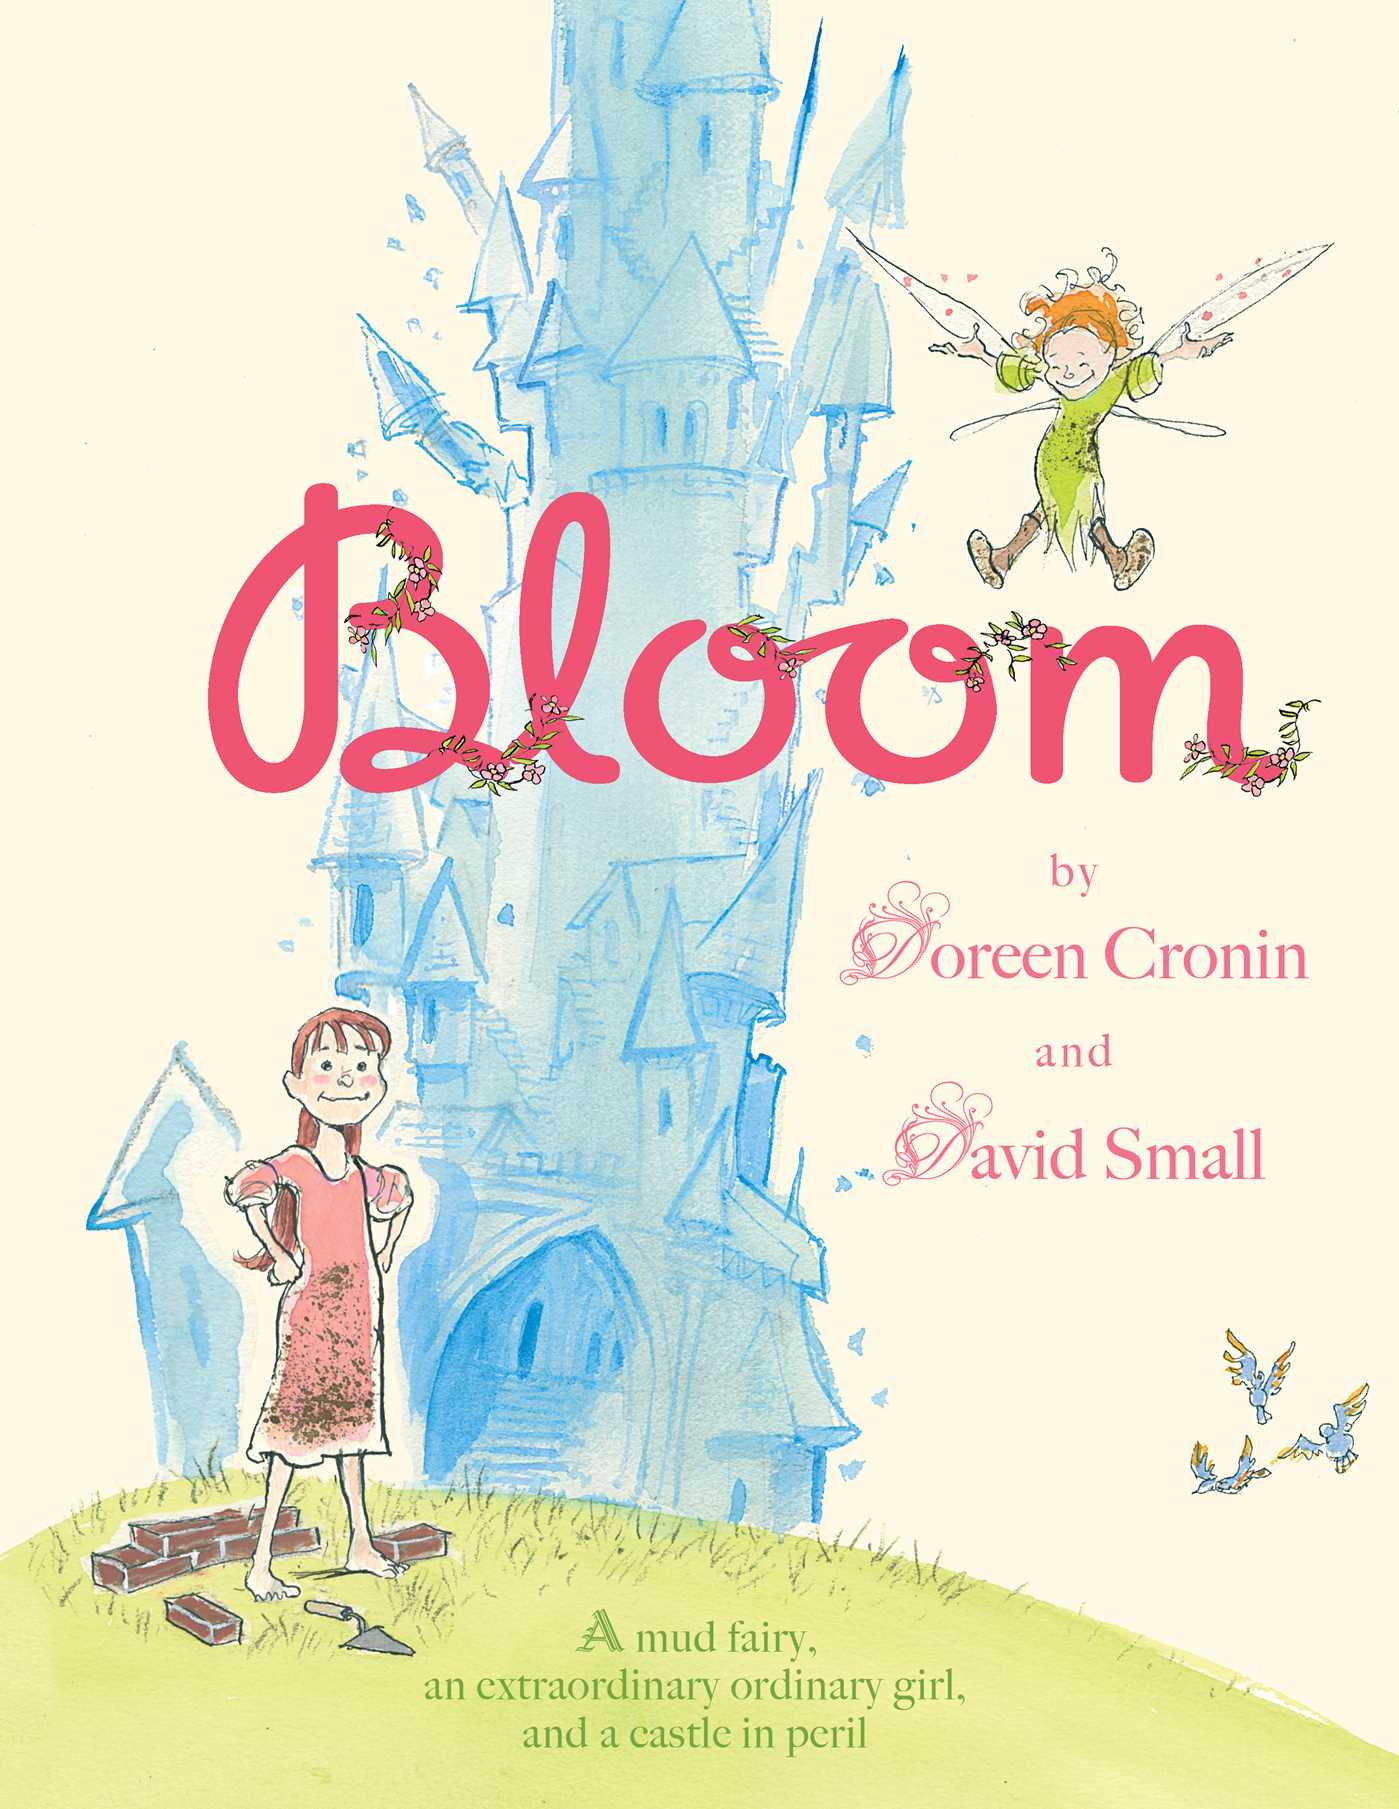 Bloom
by
Doreen Cronin
and
David Small
A mud fairy,
an extraordinary ordinary girl,
and a castle in peril